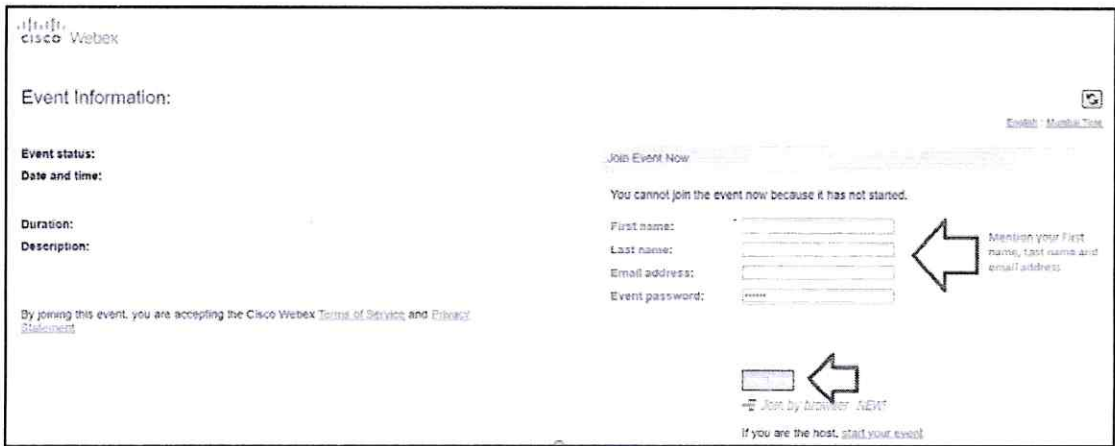 cisco Webex
Event Information:
English : Mumbai Time
Event status:
Date and time:
Duration:
Description:
By joining this event, you are accepting the Cisco Webex Terms of Service and Privacy
Statement
Join Event Now
You cannot join the event now because it has not started.
First name:
Last name:
Email address:
Event password:
Mention your First
name, Last name and
email address
Join by browser NEW!
If you are the host, start your event